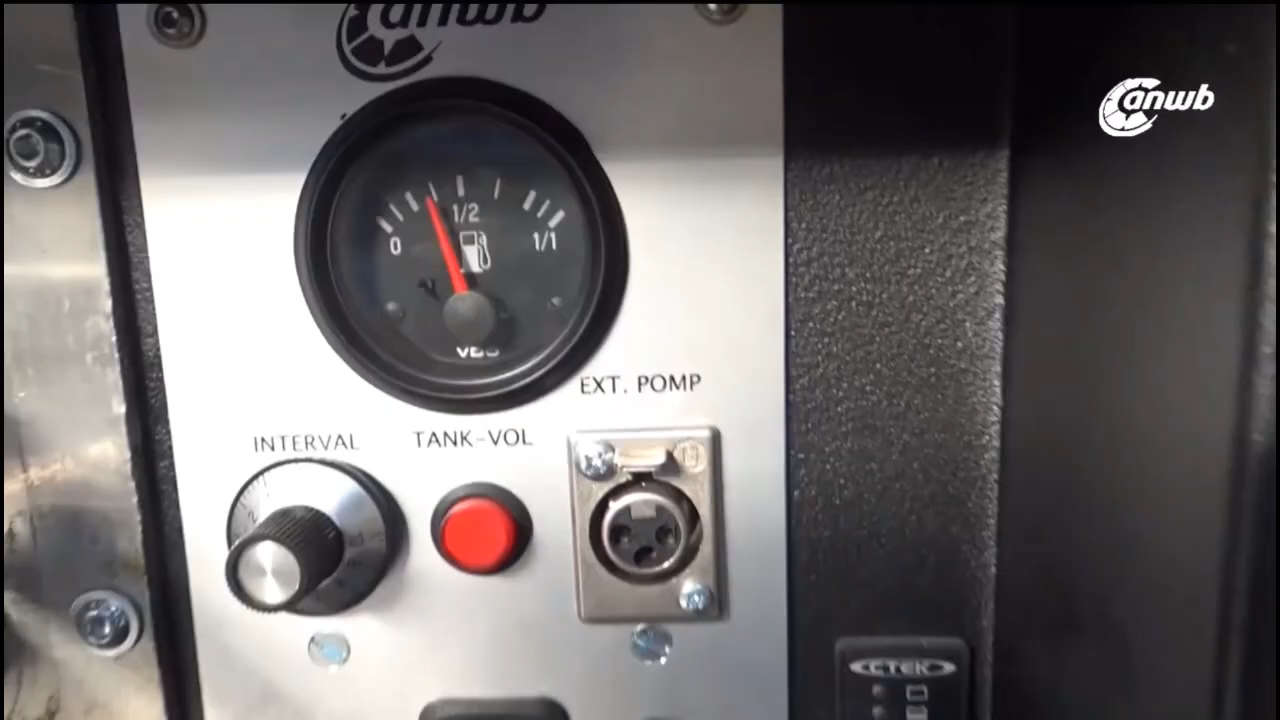 anwb
anwb
1/2
0
1/1
VDO
EXT. POMP
INTERVAL
TANK-VOL
CTEK